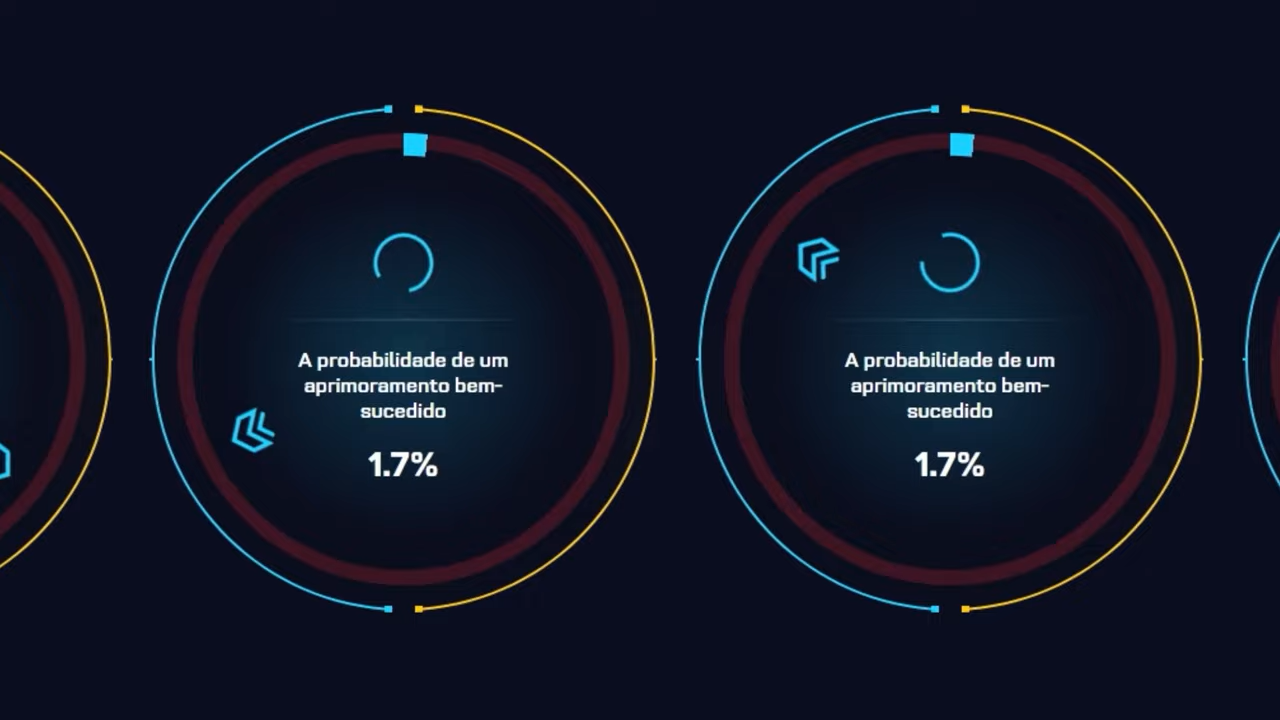 A probabilidade de um
aprimoramento bem-
sucedido
1.7%
A probabilidade de um
aprimoramento bem-
sucedido
1.7%